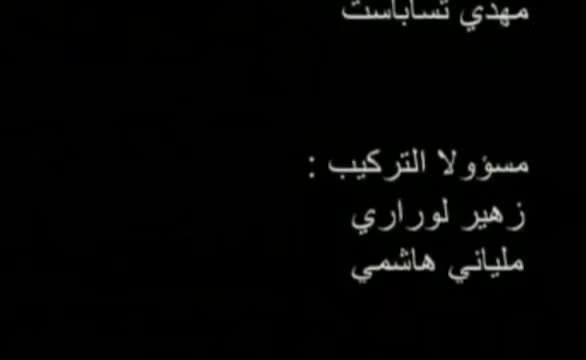 مهدي تساباست
مسؤولا التركيب :
زهير لوراري
ملياني هاشمي